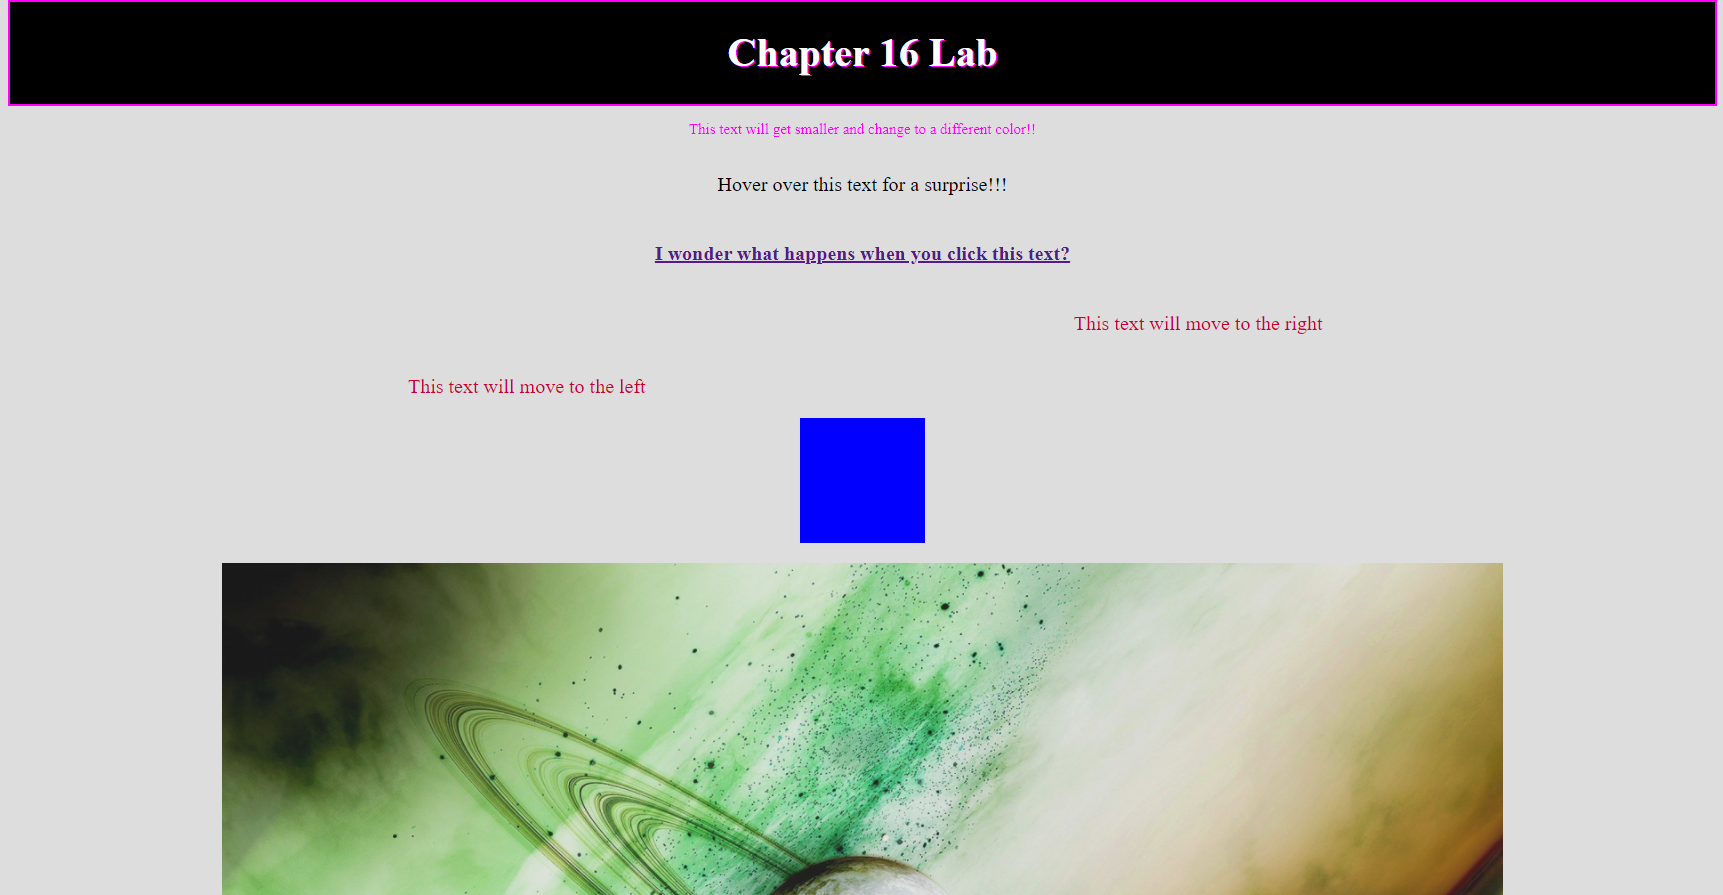 Chapter 16 Lab
This text will get smaller and change to a different color!!
Hover over this text for a surprise!!!
I wonder what happens when you click this text?
This text will move to the right
This text will move to the left